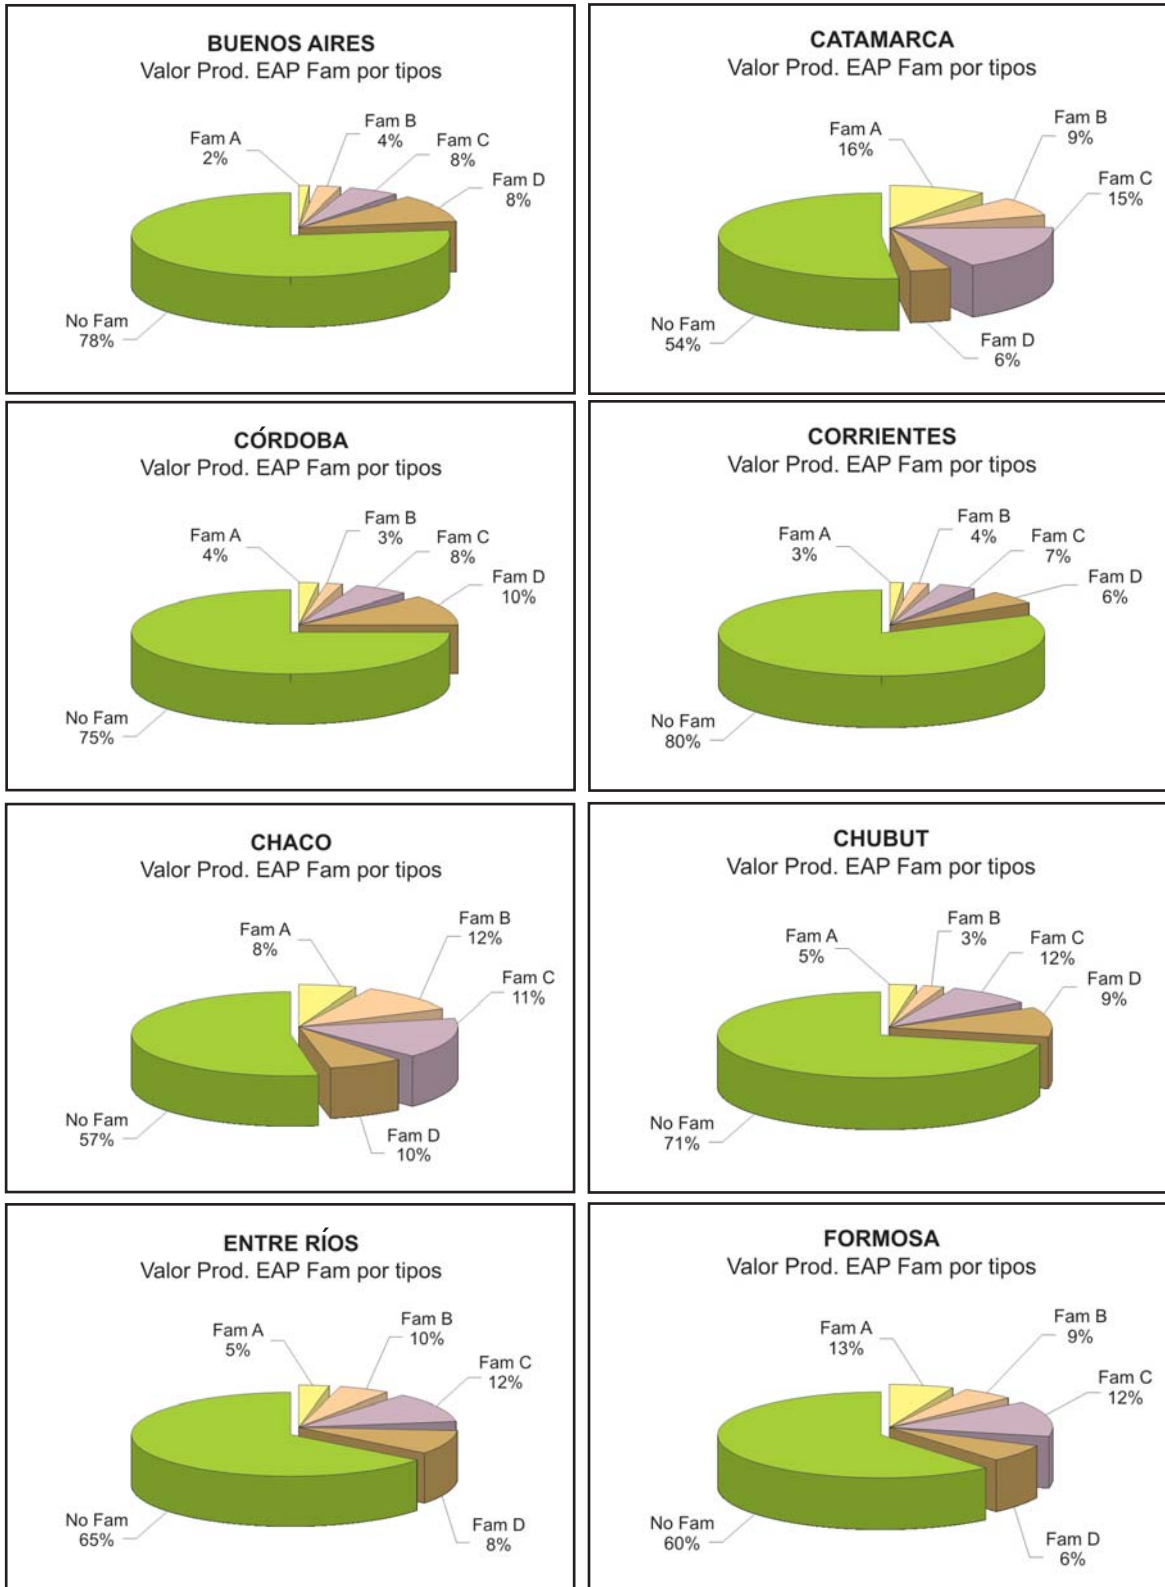 BUENOS AIRES
Valor Prod. EAP Fam por tipos
Fam A
2%
Fam B
4%
Fam C
8%
Fam D
8%
No Fam
78%
CATAMARCA
Valor Prod. EAP Fam por tipos
Fam A
16%
Fam B
9%
Fam C
15%
Fam D
6%
No Fam
54%
CÓRDOBA
Valor Prod. EAP Fam por tipos
Fam A
4%
Fam B
3%
Fam C
8%
Fam D
10%
No Fam
75%
CORRIENTES
Valor Prod. EAP Fam por tipos
Fam A
3%
Fam B
4%
Fam C
7%
Fam D
6%
No Fam
80%
CHACO
Valor Prod. EAP Fam por tipos
Fam A
8%
Fam B
12%
Fam C
11%
Fam D
10%
No Fam
57%
CHUBUT
Valor Prod. EAP Fam por tipos
Fam A
5%
Fam B
3%
Fam C
12%
Fam D
9%
No Fam
71%
ENTRE RÍOS
Valor Prod. EAP Fam por tipos
Fam A
5%
Fam B
10%
Fam C
12%
Fam D
8%
No Fam
65%
FORMOSA
Valor Prod. EAP Fam por tipos
Fam A
13%
Fam B
9%
Fam C
12%
Fam D
6%
No Fam
60%